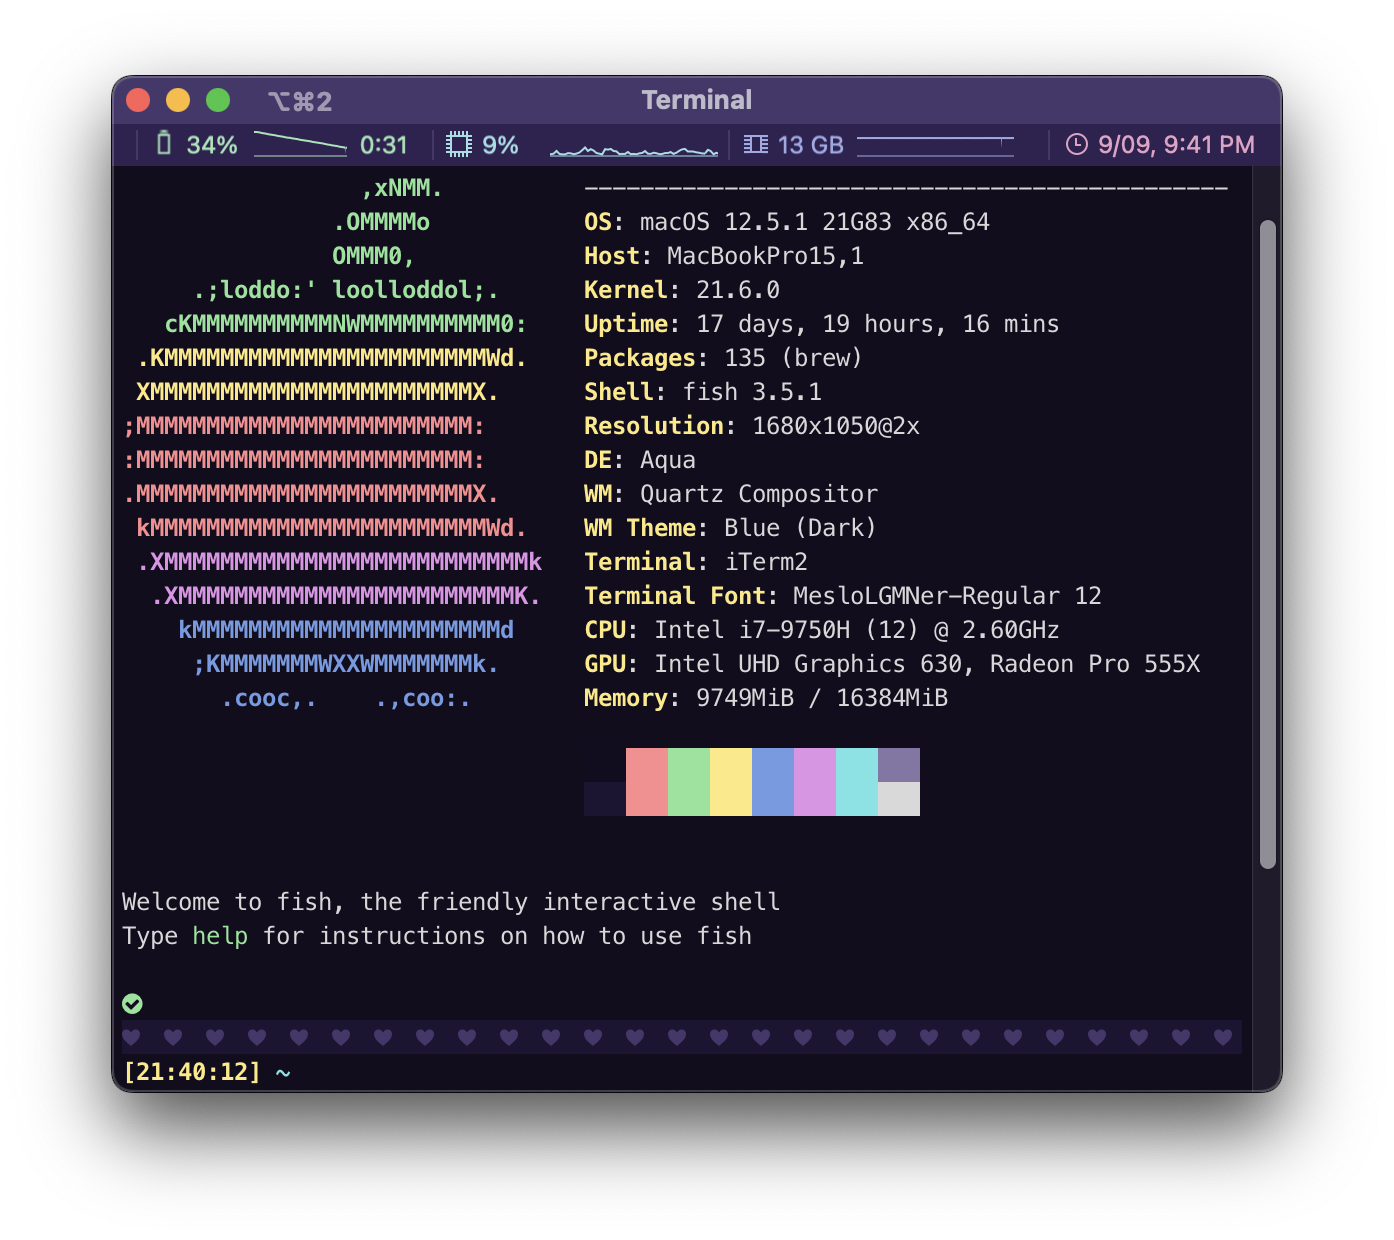 ⌥⌘2 Terminal
34% 0:31 9% 13 GB 9/09, 9:41 PM
,xNMM. ----------------------------------------------
.OMMMMo OS: macOS 12.5.1 21G83 x86_64
OMMM0, Host: MacBookPro15,1
.;loddo:' loolloddol;. Kernel: 21.6.0
cKMMMMMMMMMMNWMMMMMMMMMM0: Uptime: 17 days, 19 hours, 16 mins
.KMMMMMMMMMMMMMMMMMMMMMMMWd. Packages: 135 (brew)
XMMMMMMMMMMMMMMMMMMMMMMMX. Shell: fish 3.5.1
;MMMMMMMMMMMMMMMMMMMMMMMM: Resolution: 1680x1050@2x
:MMMMMMMMMMMMMMMMMMMMMMMM: DE: Aqua
.MMMMMMMMMMMMMMMMMMMMMMMMX. WM: Quartz Compositor
kMMMMMMMMMMMMMMMMMMMMMMMMWd. WM Theme: Blue (Dark)
.XMMMMMMMMMMMMMMMMMMMMMMMMMMk Terminal: iTerm2
.XMMMMMMMMMMMMMMMMMMMMMMMMK. Terminal Font: MesloLGMNer-Regular 12
kMMMMMMMMMMMMMMMMMMMMMMd CPU: Intel i7-9750H (12) @ 2.60GHz
;KMMMMMMMWXXWMMMMMMMk. GPU: Intel UHD Graphics 630, Radeon Pro 555X
.cooc,. .,coo:. Memory: 9749MiB / 16384MiB
Welcome to fish, the friendly interactive shell
Type help for instructions on how to use fish
[21:40:12] ~